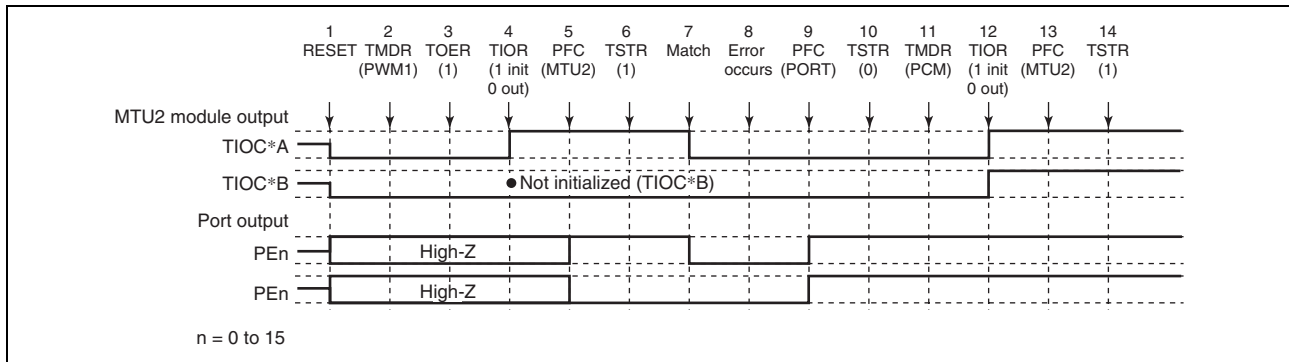 1 2 3 4 5 6 7 8 9 10 11 12 13 14
RESET TMDR TOER TIOR PFC TSTR Match Error PFC TSTR TMDR TIOR PFC TSTR
(PWM1) (1) (1 init (MTU2) (1) occurs (PORT) (0) (PCM) (1 init (MTU2) (1)
0 out) 0 out)
MTU2 module output
TIOC*A
TIOC*B ● Not initialized (TIOC*B)
Port output
PEn High-Z
PEn High-Z
n = 0 to 15